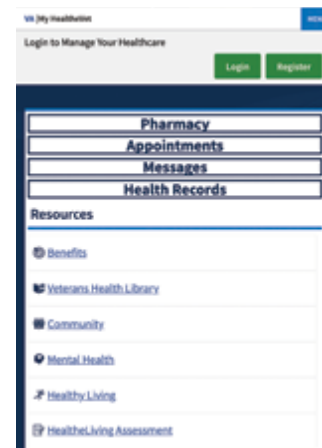 VA | My HealtheVet
Login to Manage Your Healthcare
Login
Register
Pharmacy
Appointments
Messages
Health Records
Resources
Benefits
Veterans Health Library
Community
Mental Health
Healthy Living
HealtheLiving Assessment